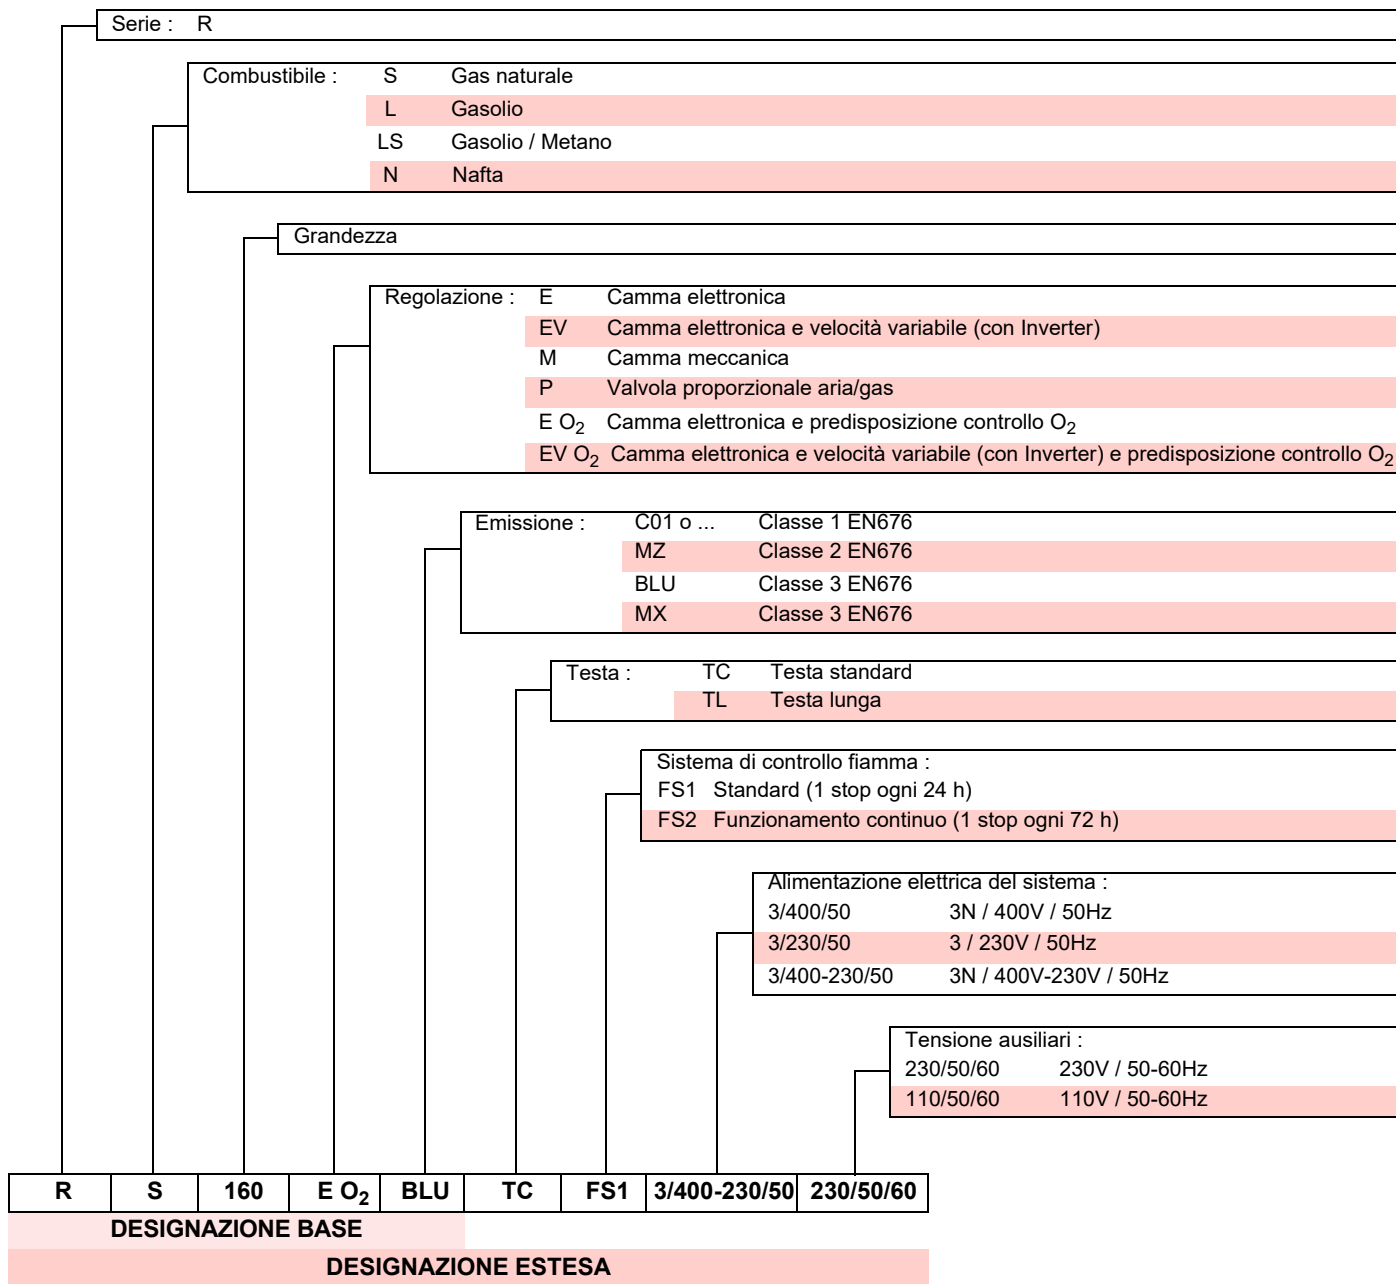 Serie : R
Combustibile : S Gas naturale
L Gasolio
LS Gasolio / Metano
N Nafta
Grandezza
Regolazione : E Camma elettronica
EV Camma elettronica e velocità variabile (con Inverter)
M Camma meccanica
P Valvola proporzionale aria/gas
E O2 Camma elettronica e predisposizione controllo O2
EV O2 Camma elettronica e velocità variabile (con Inverter) e predisposizione controllo O2
Emissione : C01 o ... Classe 1 EN676
MZ Classe 2 EN676
BLU Classe 3 EN676
MX Classe 3 EN676
Testa : TC Testa standard
TL Testa lunga
Sistema di controllo fiamma :
FS1 Standard (1 stop ogni 24 h)
FS2 Funzionamento continuo (1 stop ogni 72 h)
Alimentazione elettrica del sistema :
3/400/50 3N / 400V / 50Hz
3/230/50 3 / 230V / 50Hz
3/400-230/50 3N / 400V-230V / 50Hz
Tensione ausiliari :
230/50/60 230V / 50-60Hz
110/50/60 110V / 50-60Hz
R S 160 E O2 BLU TC FS1 3/400-230/50 230/50/60
DESIGNAZIONE BASE
DESIGNAZIONE ESTESA